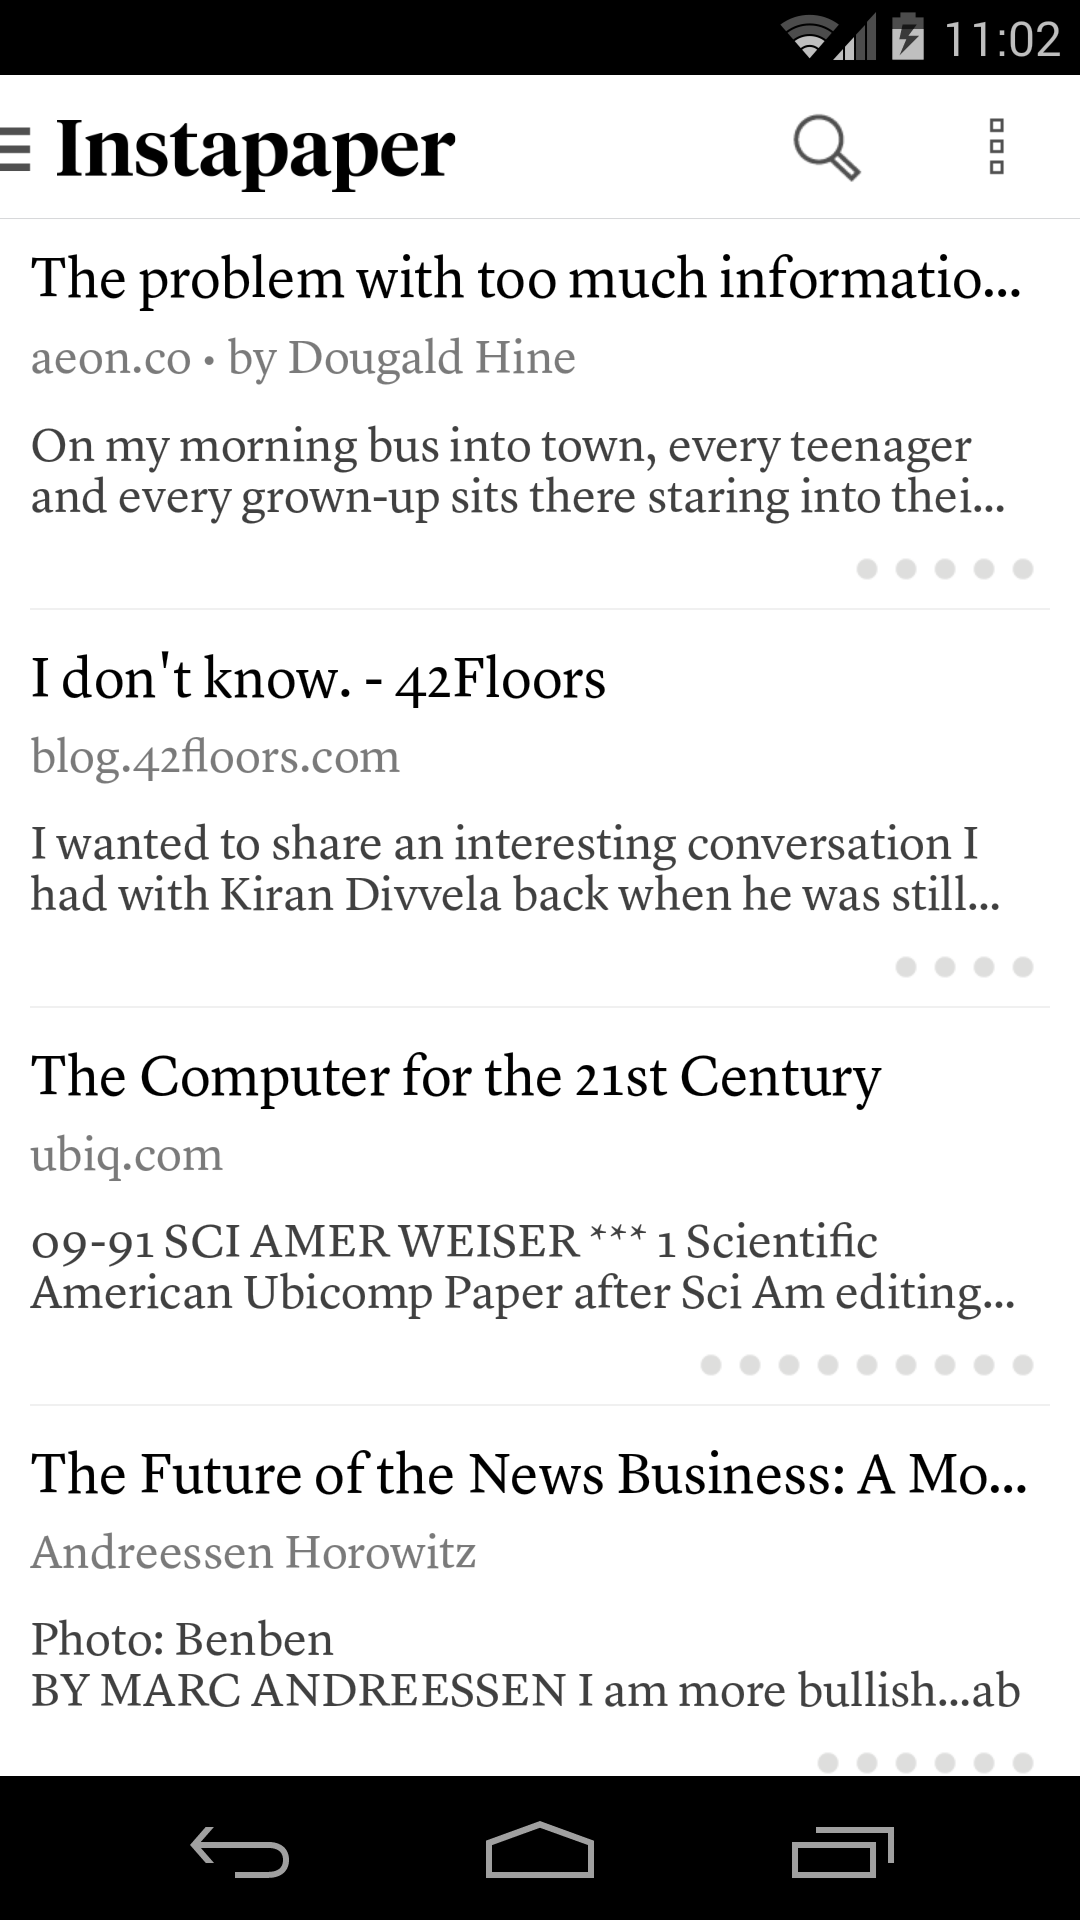 11:02
Instapaper
The problem with too much informatio...
aeon.co • by Dougald Hine
On my morning bus into town, every teenager
and every grown-up sits there staring into thei...
I don't know. - 42Floors
blog.42floors.com
I wanted to share an interesting conversation I
had with Kiran Divvela back when he was still...
The Computer for the 21st Century
ubiq.com
09-91 SCI AMER WEISER *** 1 Scientific
American Ubicomp Paper after Sci Am editing...
The Future of the News Business: A Mo...
Andreessen Horowitz
Photo: Benben
BY MARC ANDREESSEN I am more bullish...ab